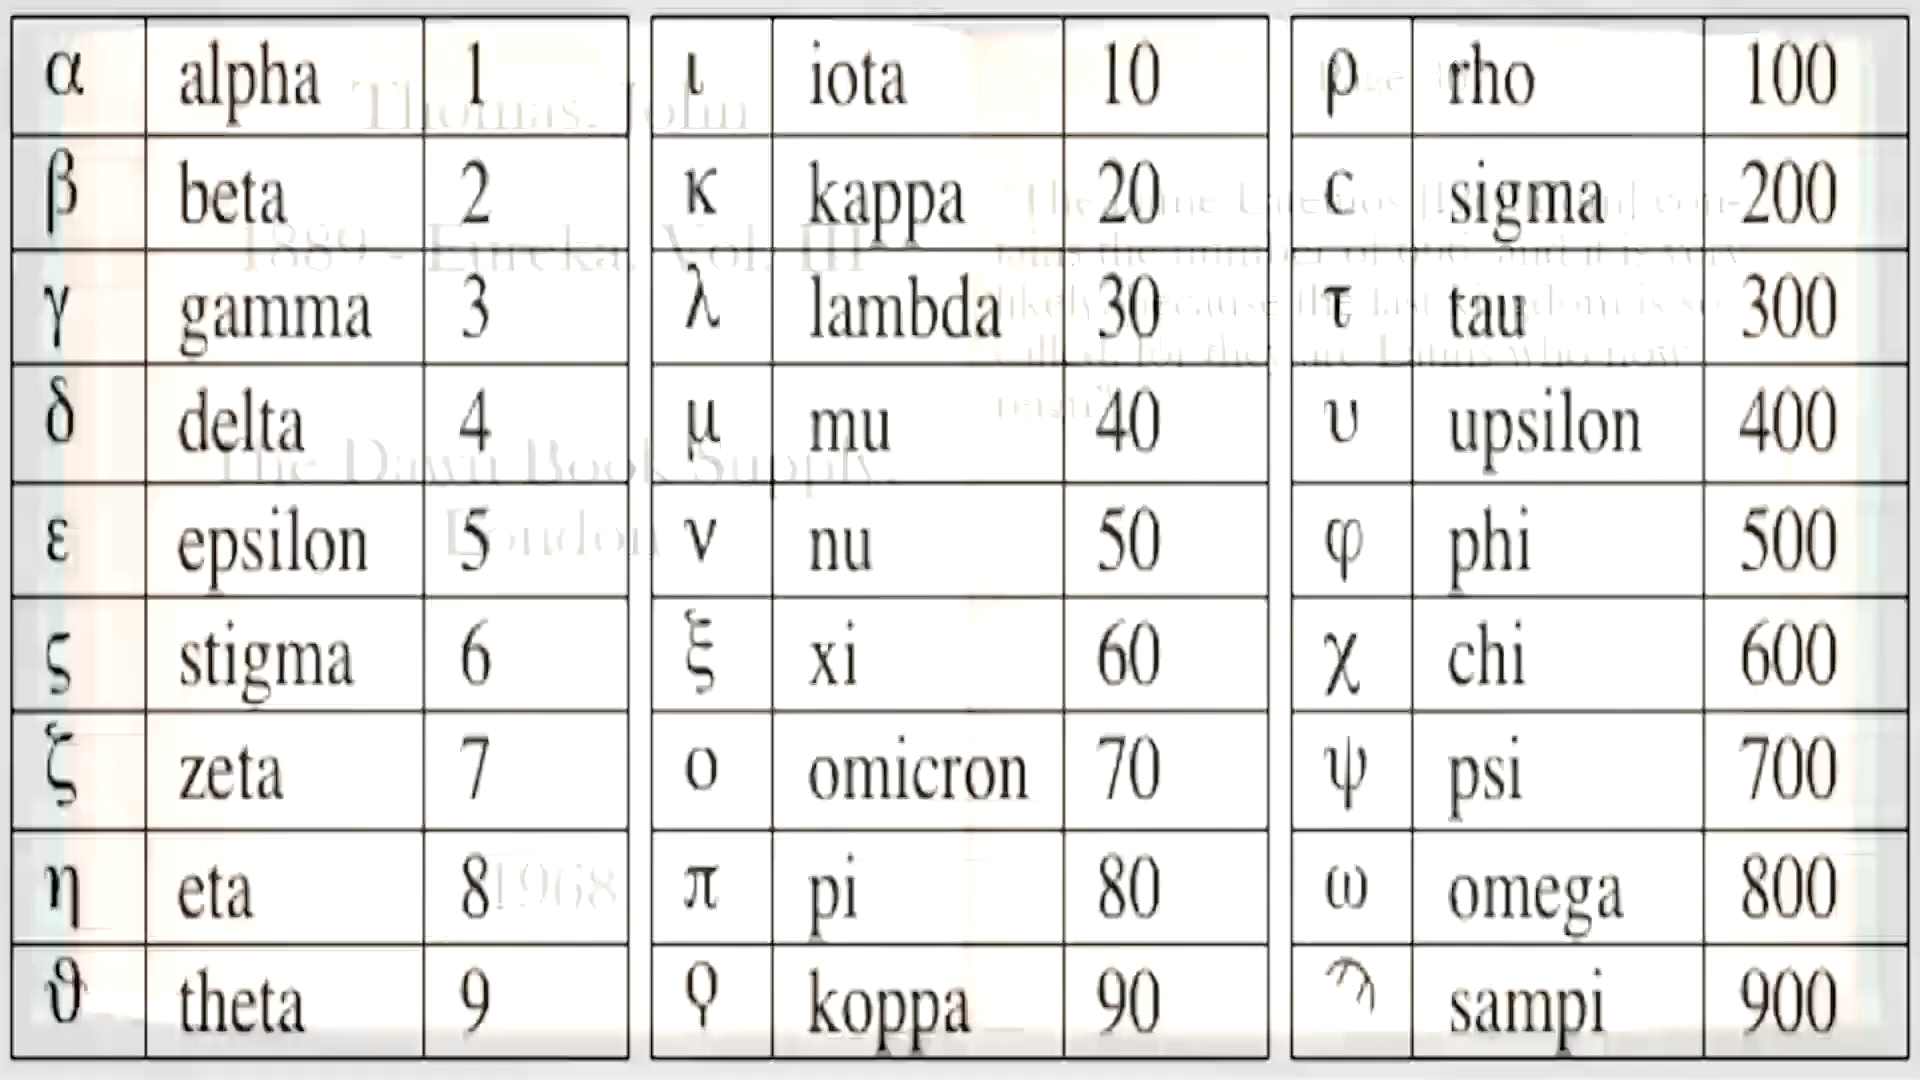 α alpha 1 ι iota 10 ρ rho 100
β beta 2 κ kappa 20 c sigma 200
γ gamma 3 λ lambda 30 τ tau 300
δ delta 4 μ mu 40 υ upsilon 400
ε epsilon 5 ν nu 50 φ phi 500
ς stigma 6 ξ xi 60 χ chi 600
ζ zeta 7 ο omicron 70 ψ psi 700
η eta 8 π pi 80 ω omega 800
ϑ theta 9 ϙ koppa 90 ϡ sampi 900
Thomas, John
1889 - Eureka, Vol. III
The Dawn Book Supply,
London
1968